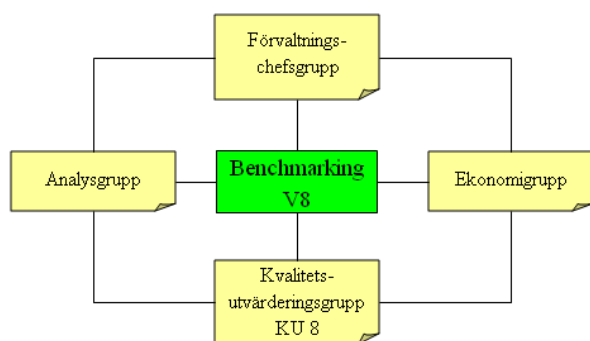 Förvaltnings-
chefsgrupp
Analysgrupp
Benchmarking
V8
Ekonomigrupp
Kvalitets-
utvärderingsgrupp
KU 8